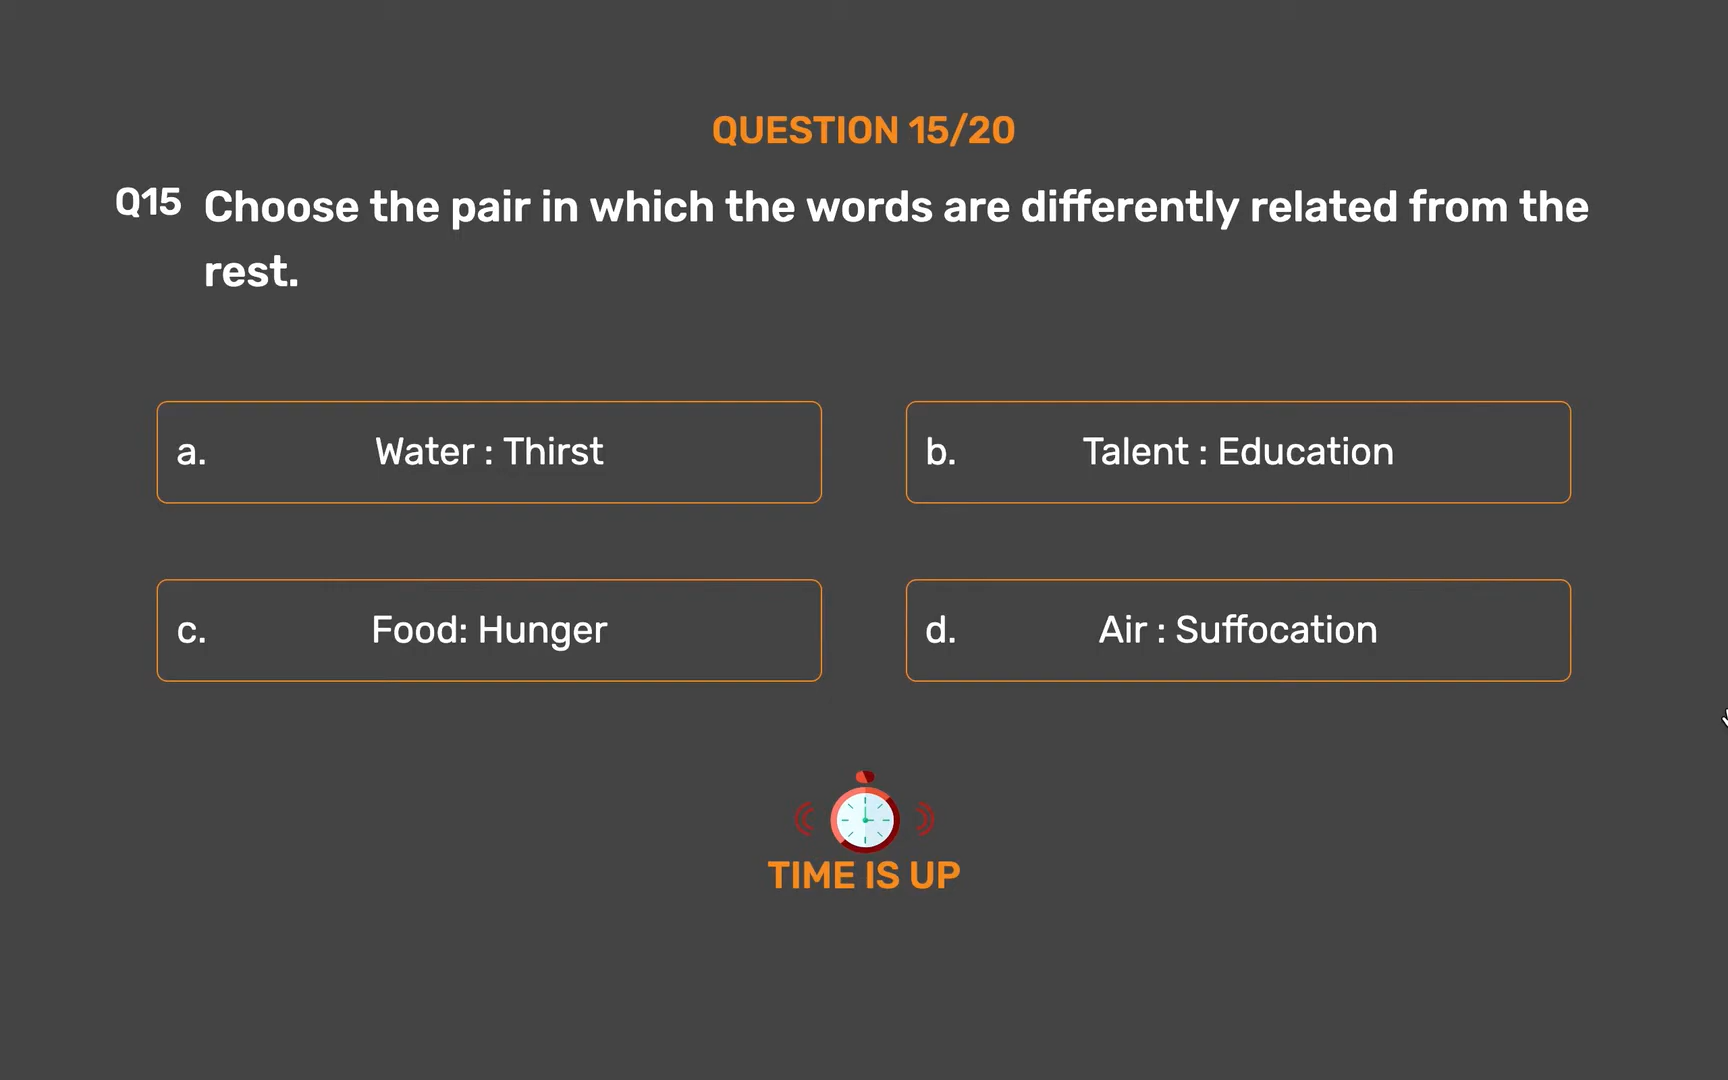 QUESTION 15/20
Q15 Choose the pair in which the words are differently related from the
rest.
a. Water : Thirst
b. Talent : Education
c. Food: Hunger
d. Air : Suffocation
TIME IS UP